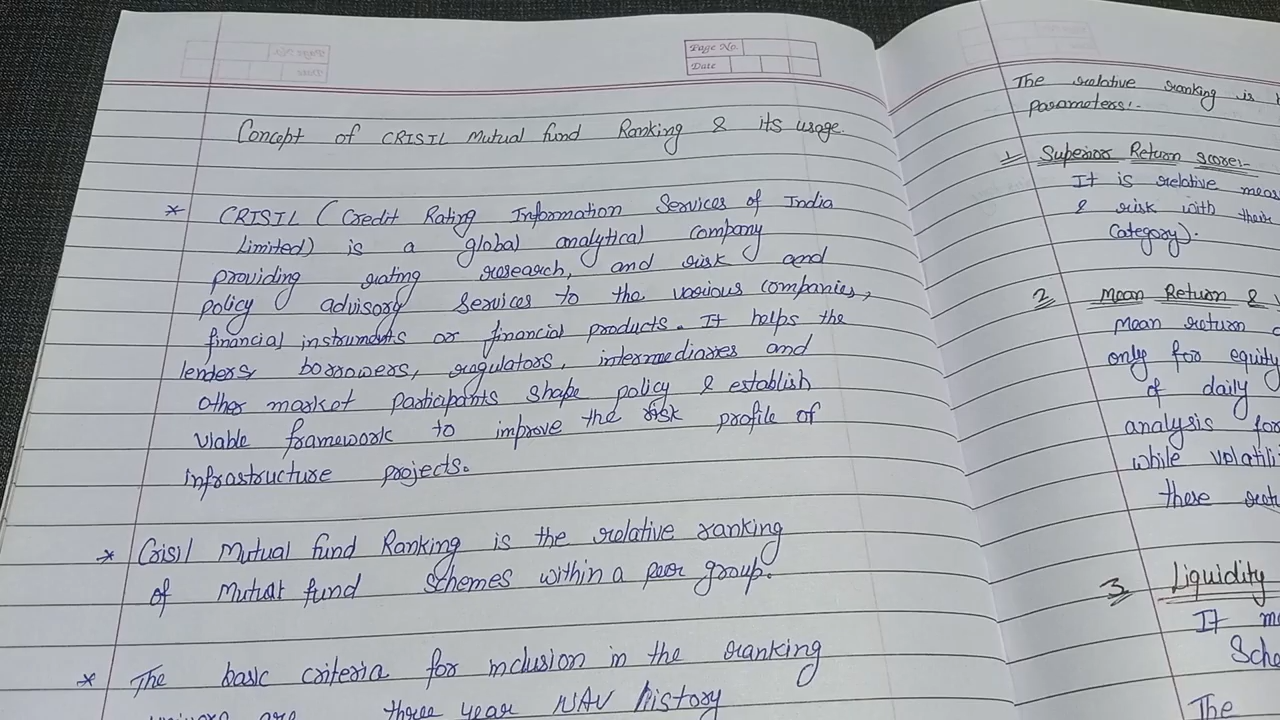 Page No.
Date
Concept of CRISIL Mutual fund Ranking & its usage.
* CRISIL (Credit Rating Information Services of India
Limited) is a global analytical company
providing rating research, and risk and
policy advisory services to the various companies,
financial instruments or financial products. It helps the
lenders, borrowers, regulators, intermediaries and
other market participants shape policy & establish
viable framework to improve the risk profile of
infrastructure projects.
* Crisil Mutual fund Ranking is the relative ranking
of Mutual fund schemes within a peer group.
* The basic criteria for inclusion in the ranking
three year NAV history
The relative ranking is
Parameters:-
1 Superior Return score:-
It is relative meas
& risk with their
Category).
2 Mean Return &
Mean return
only for equity
of daily
analysis for
while volatili
these retu
3 Liquidity
It
Sche
The